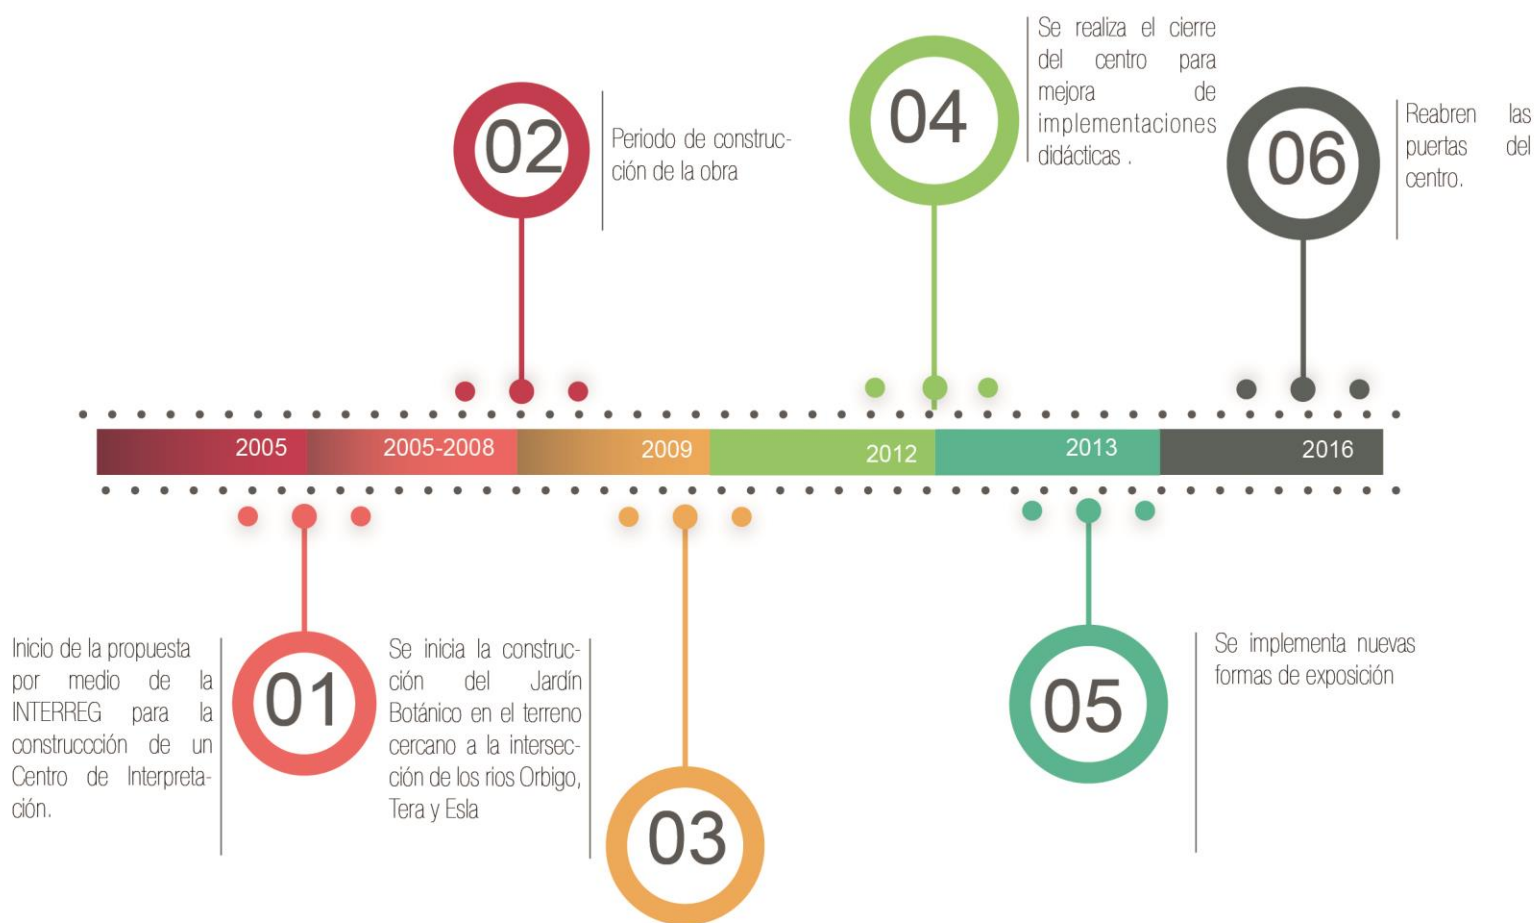 02
Periodo de construc-
ción de la obra
04
Se realiza el cierre
del centro para
mejora de
implementaciones
didácticas .
06
Reabren las
puertas del
centro.
2005
2005-2008
2009
2012
2013
2016
Inicio de la propuesta
por medio de la
INTERREG para la
construccción de un
Centro de Interpreta-
ción.
01
Se inicia la construc-
ción del Jardín
Botánico en el terreno
cercano a la intersec-
ción de los rios Orbigo,
Tera y Esla
03
05
Se implementa nuevas
formas de exposición